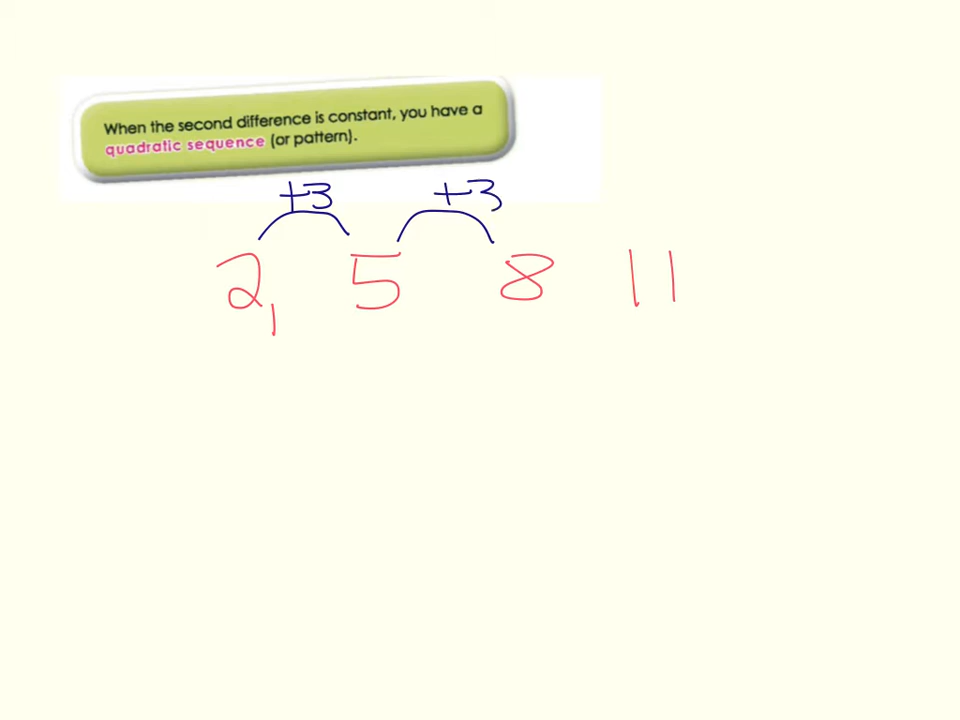 When the second difference is constant, you have a
quadratic sequence (or pattern).
+3 +3
2, 5 8 11